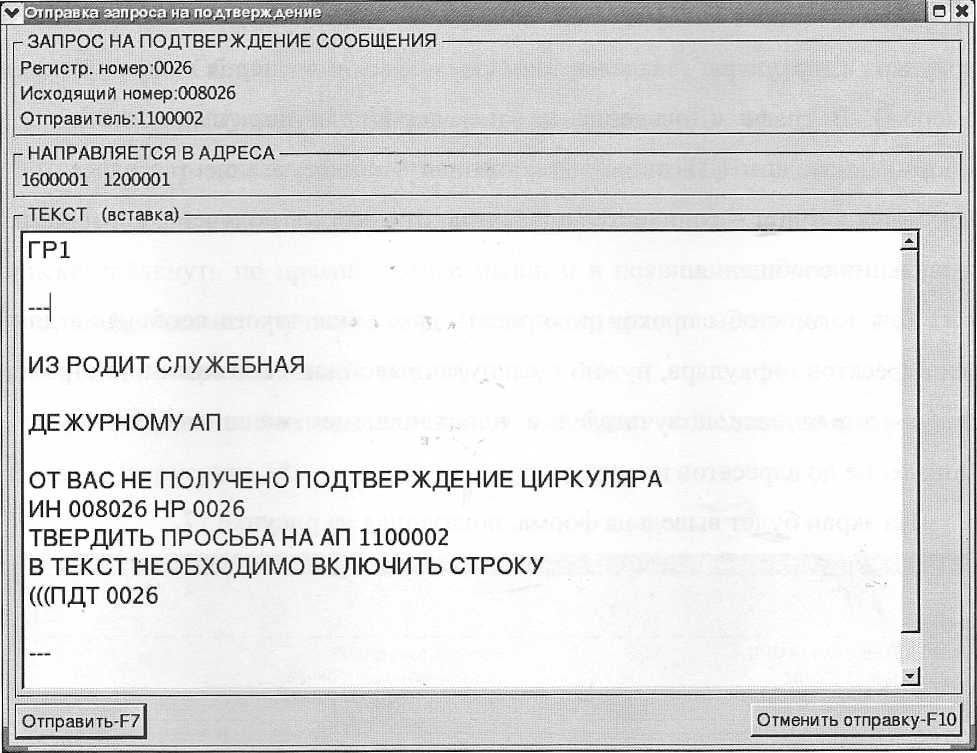 Отправка запроса на подтверждение
ЗАПРОС НА ПОДТВЕРЖДЕНИЕ СООБЩЕНИЯ
Регистр. номер:0026
Исходящий номер:008026
Отправитель:1100002
НАПРАВЛЯЕТСЯ В АДРЕСА
1600001 1200001
ТЕКСТ (вставка)
ГР1
---
ИЗ РОДИТ СЛУЖЕБНАЯ
ДЕЖУРНОМУ АП
ОТ ВАС НЕ ПОЛУЧЕНО ПОДТВЕРЖДЕНИЕ ЦИРКУЛЯРА
ИН 008026 НР 0026
ТВЕРДИТЬ ПРОСЬБА НА АП 1100002
В ТЕКСТ НЕОБХОДИМО ВКЛЮЧИТЬ СТРОКУ
(((ПДТ 0026
---
Отправить-F7 Отменить отправку-F10